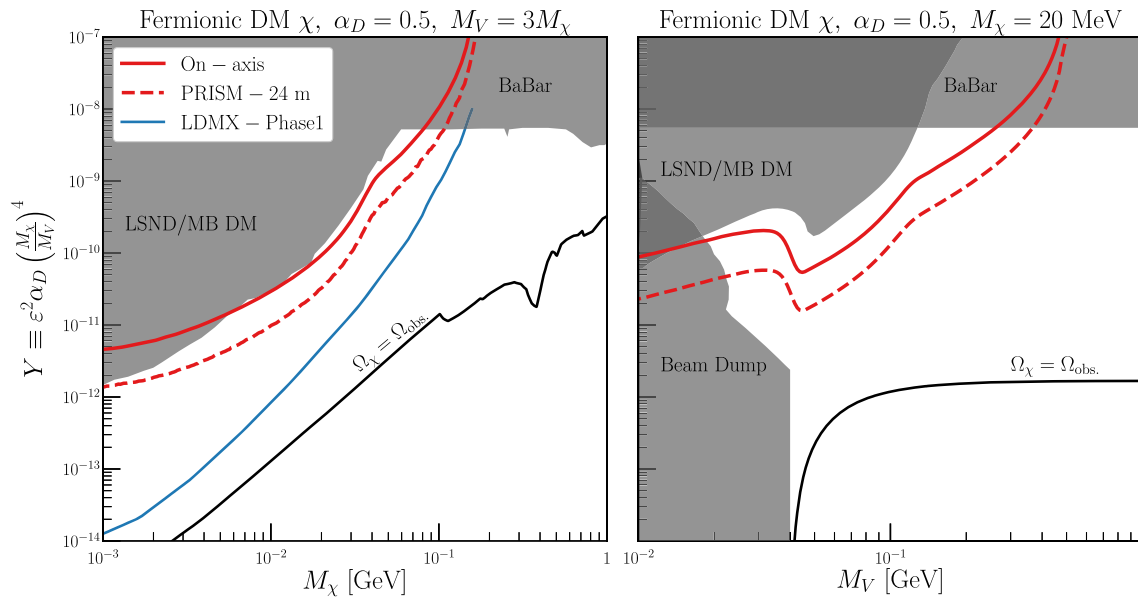 Fermionic DM χ, α_D = 0.5, M_V = 3M_χ
10^−7
10^−8
10^−9
10^−10
10^−11
10^−12
10^−13
10^−14
Y ≡ ε²α_D (M_χ/M_V)^4
On − axis
PRISM − 24 m
LDMX − Phase1
BaBar
LSND/MB DM
Ω_χ = Ω_obs.
10^−3
10^−2
10^−1
1
M_χ [GeV]
Fermionic DM χ, α_D = 0.5, M_χ = 20 MeV
BaBar
LSND/MB DM
Beam Dump
Ω_χ = Ω_obs.
10^−2
10^−1
M_V [GeV]